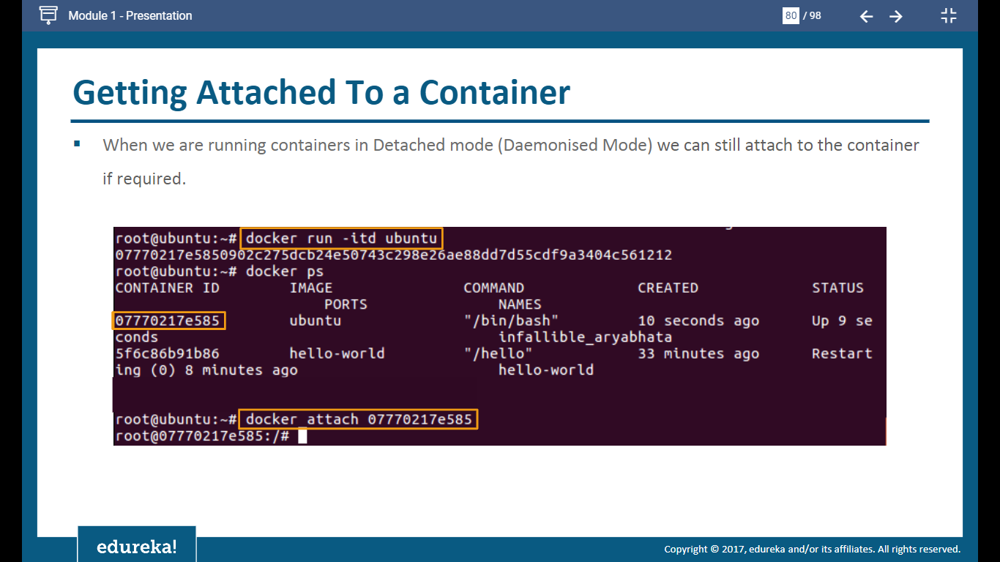 Module 1 - Presentation
80 / 98
Getting Attached To a Container
When we are running containers in Detached mode (Daemonised Mode) we can still attach to the container
if required.
root@ubuntu:~# docker run -itd ubuntu
07770217e5850902c275dcb24e50743c298e26ae88dd7d55cdf9a3404c561212
root@ubuntu:~# docker ps
CONTAINER ID IMAGE COMMAND CREATED STATUS
PORTS NAMES
07770217e585 ubuntu "/bin/bash" 10 seconds ago Up 9 se
conds infallible_aryabhata
5f6c86b91b86 hello-world "/hello" 33 minutes ago Restart
ing (0) 8 minutes ago hello-world
root@ubuntu:~# docker attach 07770217e585
root@07770217e585:/#
edureka!
Copyright © 2017, edureka and/or its affiliates. All rights reserved.